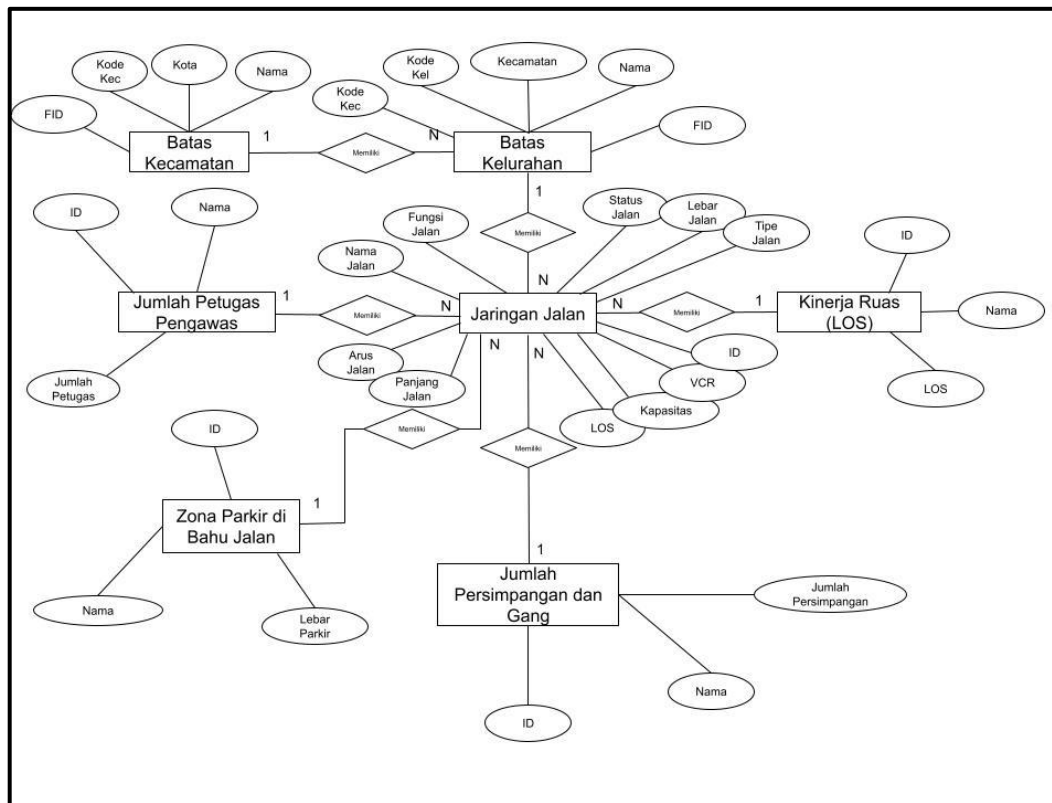 Kode
Kec
Kota
Nama
FID
Batas
Kecamatan
1
Memiliki
N
Kode
Kec
Kode
Kel
Kecamatan
Nama
FID
Batas
Kelurahan
1
Memiliki
N
ID
Nama
Jumlah Petugas
Pengawas
Jumlah
Petugas
1
Memiliki
N
Nama
Jalan
Fungsi
Jalan
Status
Jalan
Lebar
Jalan
Tipe
Jalan
Jaringan Jalan
N
Memiliki
1
Kinerja Ruas
(LOS)
ID
Nama
LOS
Arus
Jalan
Panjang
Jalan
N
N
LOS
Kapasitas
VCR
ID
Memiliki
Memiliki
ID
Zona Parkir di
Bahu Jalan
1
Nama
Lebar
Parkir
1
Jumlah
Persimpangan dan
Gang
Jumlah
Persimpangan
Nama
ID